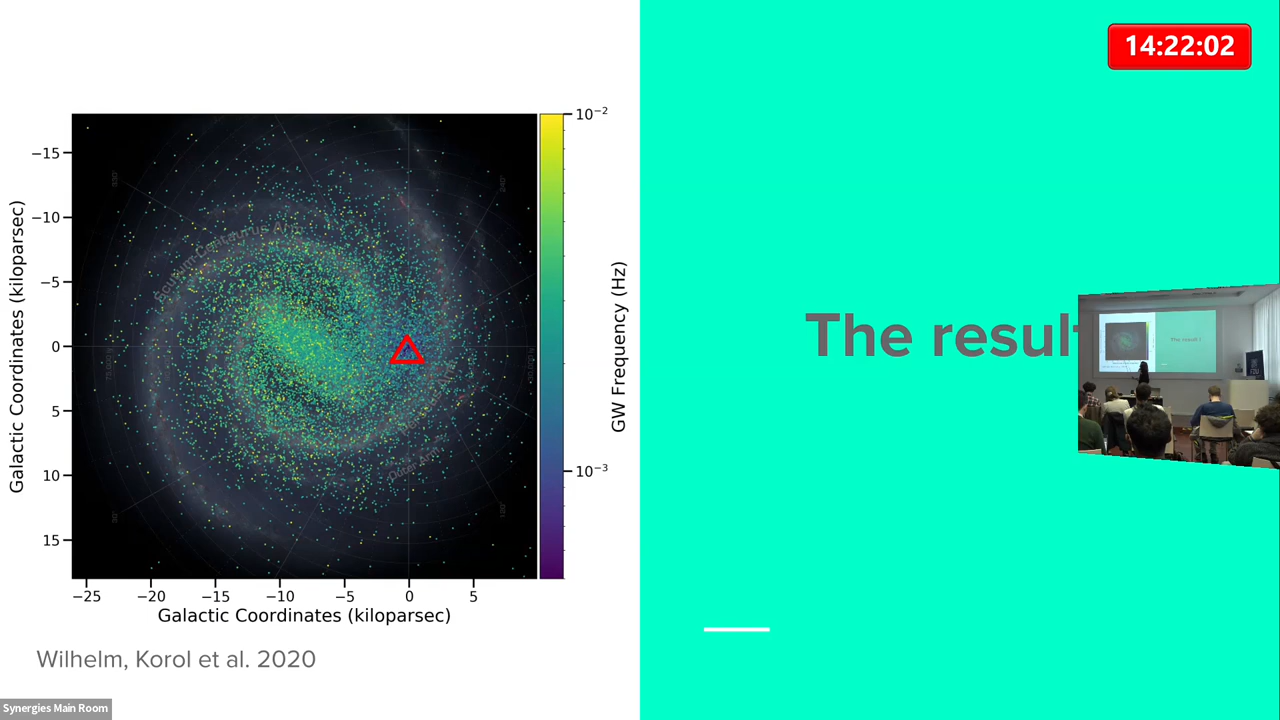 14:22:02
10⁻²
−15
−10
−5
0
5
10
15
10⁻³
−25 −20 −15 −10 −5 0 5
Galactic Coordinates (kiloparsec)
Galactic Coordinates (kiloparsec)
GW Frequency (Hz)
The result
Wilhelm, Korol et al. 2020
Synergies Main Room